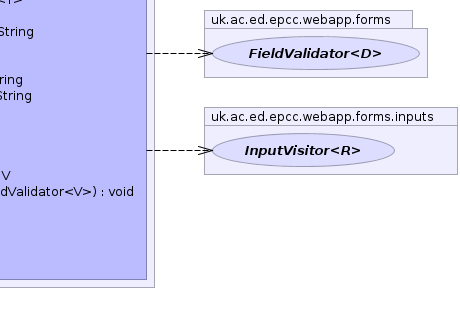 String
uk.ac.ed.epcc.webapp.forms
FieldValidator<D>
ring
String
uk.ac.ed.epcc.webapp.forms.inputs
InputVisitor<R>
V
dValidator<V>) : void